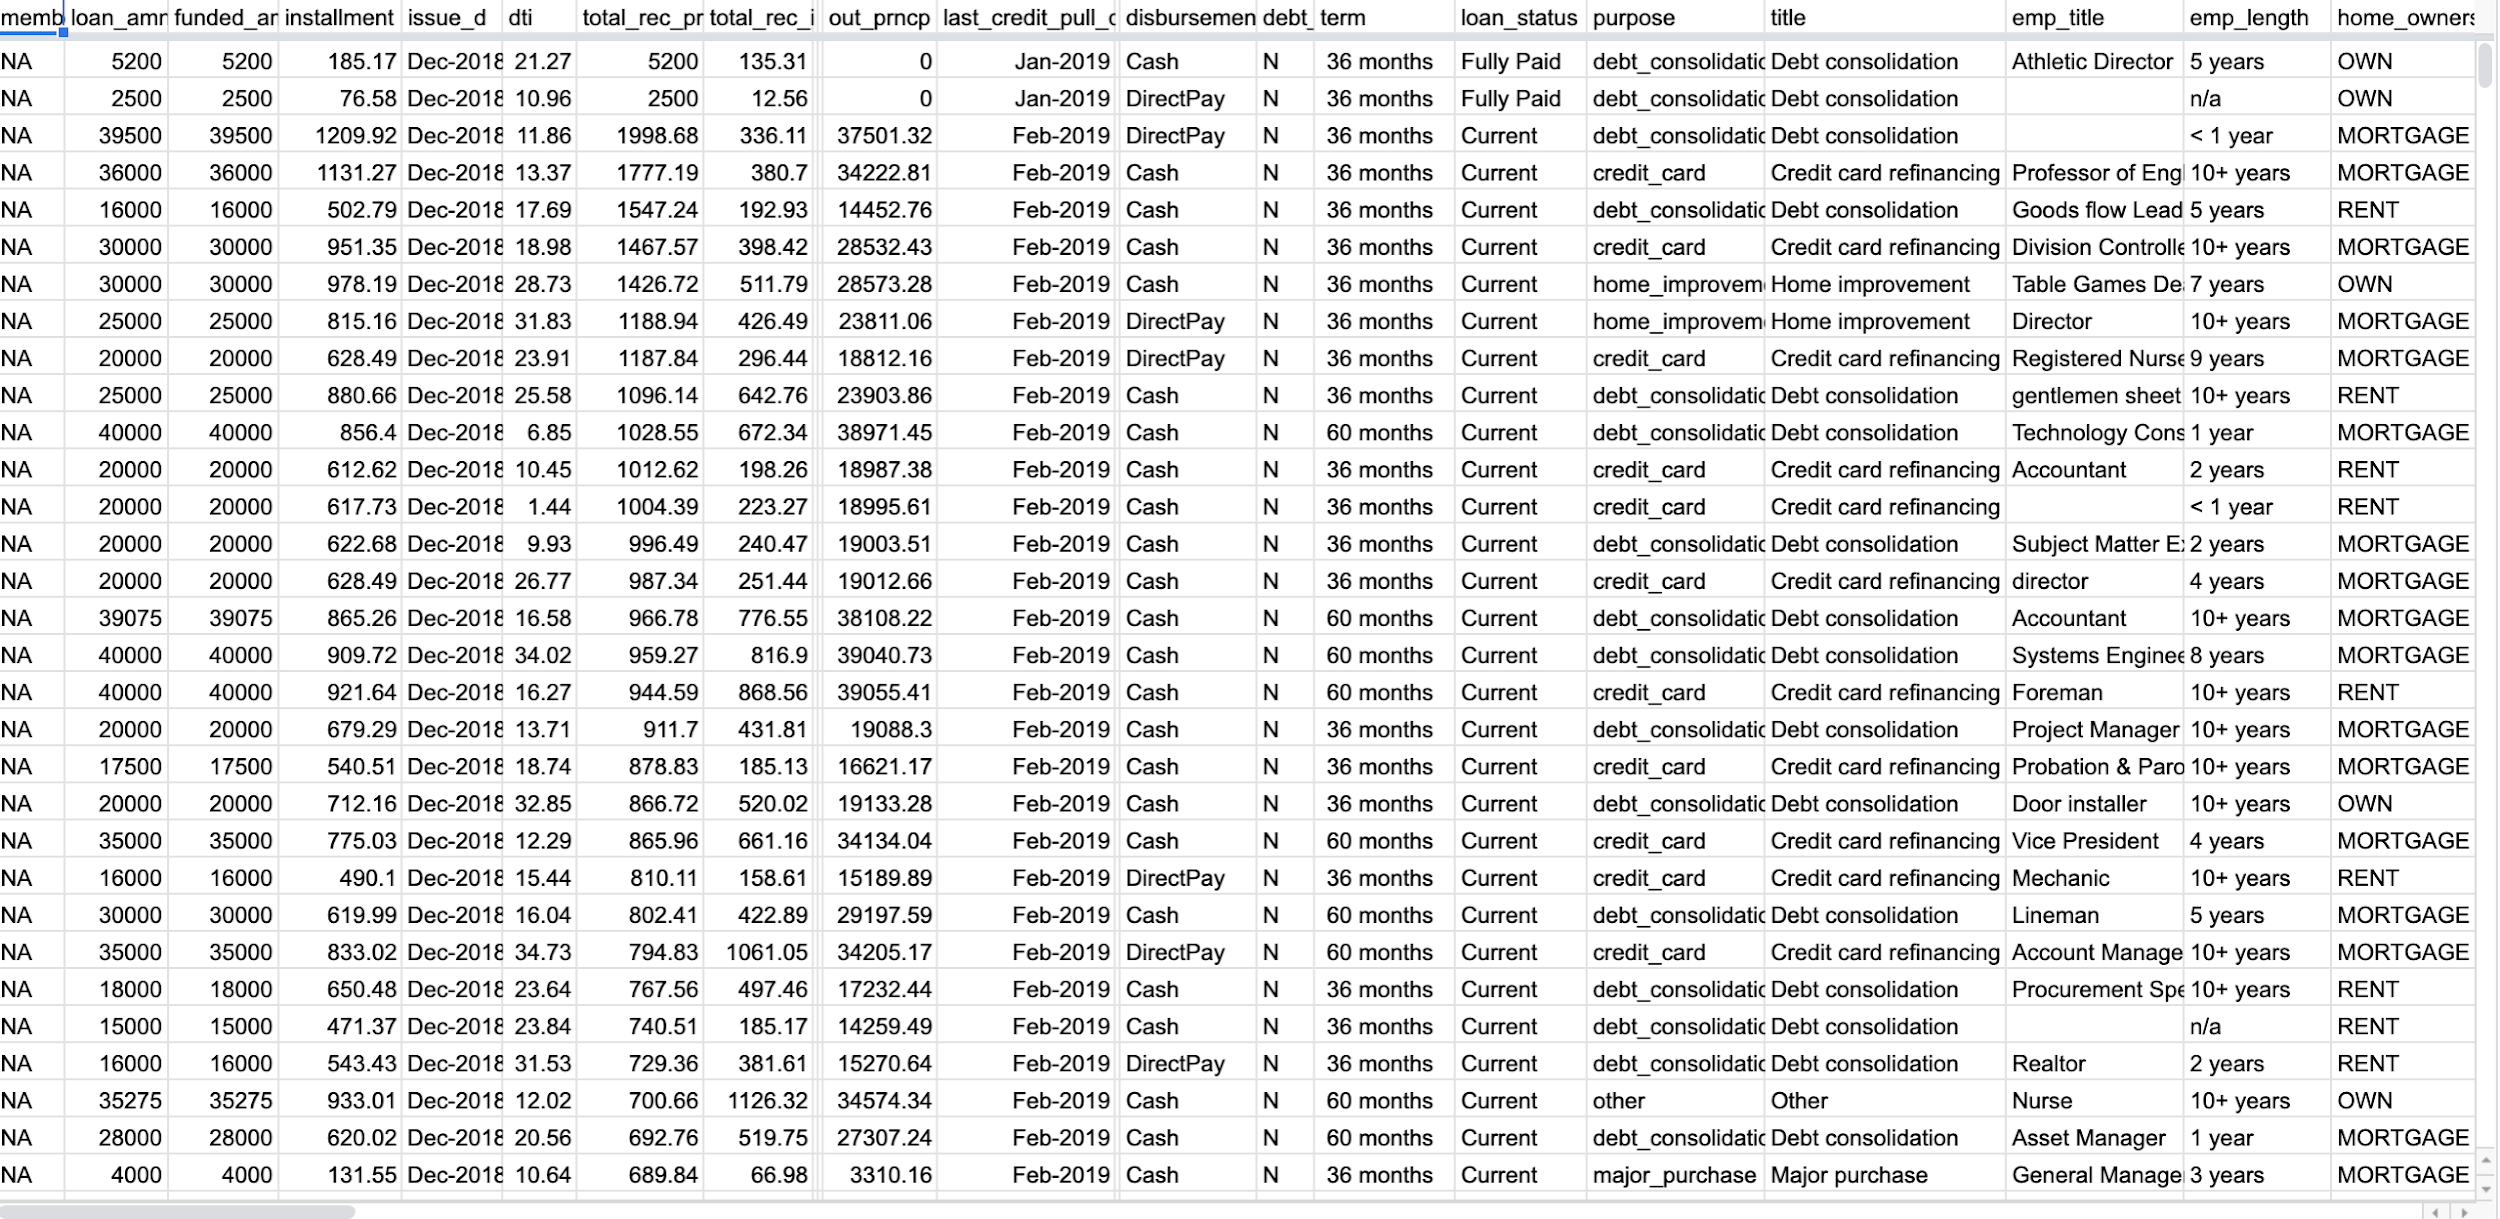 memb loan_amn funded_an installment issue_d dti total_rec_pr total_rec_i out_prncp last_credit_pull_d disbursemen debt_ term loan_status purpose title emp_title emp_length home_owners
NA 5200 5200 185.17 Dec-2018 21.27 5200 135.31 0 Jan-2019 Cash N 36 months Fully Paid debt_consolidatic Debt consolidation Athletic Director 5 years OWN
NA 2500 2500 76.58 Dec-2018 10.96 2500 12.56 0 Jan-2019 DirectPay N 36 months Fully Paid debt_consolidatic Debt consolidation n/a OWN
NA 39500 39500 1209.92 Dec-2018 11.86 1998.68 336.11 37501.32 Feb-2019 DirectPay N 36 months Current debt_consolidatic Debt consolidation < 1 year MORTGAGE
NA 36000 36000 1131.27 Dec-2018 13.37 1777.19 380.7 34222.81 Feb-2019 Cash N 36 months Current credit_card Credit card refinancing Professor of Eng 10+ years MORTGAGE
NA 16000 16000 502.79 Dec-2018 17.69 1547.24 192.93 14452.76 Feb-2019 Cash N 36 months Current debt_consolidatic Debt consolidation Goods flow Lead 5 years RENT
NA 30000 30000 951.35 Dec-2018 18.98 1467.57 398.42 28532.43 Feb-2019 Cash N 36 months Current credit_card Credit card refinancing Division Controlle 10+ years MORTGAGE
NA 30000 30000 978.19 Dec-2018 28.73 1426.72 511.79 28573.28 Feb-2019 Cash N 36 months Current home_improvem Home improvement Table Games De 7 years OWN
NA 25000 25000 815.16 Dec-2018 31.83 1188.94 426.49 23811.06 Feb-2019 DirectPay N 36 months Current home_improvem Home improvement Director 10+ years MORTGAGE
NA 20000 20000 628.49 Dec-2018 23.91 1187.84 296.44 18812.16 Feb-2019 DirectPay N 36 months Current credit_card Credit card refinancing Registered Nurse 9 years MORTGAGE
NA 25000 25000 880.66 Dec-2018 25.58 1096.14 642.76 23903.86 Feb-2019 Cash N 36 months Current debt_consolidatic Debt consolidation gentlemen sheet 10+ years RENT
NA 40000 40000 856.4 Dec-2018 6.85 1028.55 672.34 38971.45 Feb-2019 Cash N 60 months Current debt_consolidatic Debt consolidation Technology Cons 1 year MORTGAGE
NA 20000 20000 612.62 Dec-2018 10.45 1012.62 198.26 18987.38 Feb-2019 Cash N 36 months Current credit_card Credit card refinancing Accountant 2 years RENT
NA 20000 20000 617.73 Dec-2018 1.44 1004.39 223.27 18995.61 Feb-2019 Cash N 36 months Current credit_card Credit card refinancing < 1 year RENT
NA 20000 20000 622.68 Dec-2018 9.93 996.49 240.47 19003.51 Feb-2019 Cash N 36 months Current debt_consolidatic Debt consolidation Subject Matter E 2 years MORTGAGE
NA 20000 20000 628.49 Dec-2018 26.77 987.34 251.44 19012.66 Feb-2019 Cash N 36 months Current credit_card Credit card refinancing director 4 years MORTGAGE
NA 39075 39075 865.26 Dec-2018 16.58 966.78 776.55 38108.22 Feb-2019 Cash N 60 months Current debt_consolidatic Debt consolidation Accountant 10+ years MORTGAGE
NA 40000 40000 909.72 Dec-2018 34.02 959.27 816.9 39040.73 Feb-2019 Cash N 60 months Current debt_consolidatic Debt consolidation Systems Enginee 8 years MORTGAGE
NA 40000 40000 921.64 Dec-2018 16.27 944.59 868.56 39055.41 Feb-2019 Cash N 60 months Current credit_card Credit card refinancing Foreman 10+ years RENT
NA 20000 20000 679.29 Dec-2018 13.71 911.7 431.81 19088.3 Feb-2019 Cash N 36 months Current debt_consolidatic Debt consolidation Project Manager 10+ years MORTGAGE
NA 17500 17500 540.51 Dec-2018 18.74 878.83 185.13 16621.17 Feb-2019 Cash N 36 months Current credit_card Credit card refinancing Probation & Paro 10+ years MORTGAGE
NA 20000 20000 712.16 Dec-2018 32.85 866.72 520.02 19133.28 Feb-2019 Cash N 36 months Current debt_consolidatic Debt consolidation Door installer 10+ years OWN
NA 35000 35000 775.03 Dec-2018 12.29 865.96 661.16 34134.04 Feb-2019 Cash N 60 months Current credit_card Credit card refinancing Vice President 4 years MORTGAGE
NA 16000 16000 490.1 Dec-2018 15.44 810.11 158.61 15189.89 Feb-2019 DirectPay N 36 months Current credit_card Credit card refinancing Mechanic 10+ years RENT
NA 30000 30000 619.99 Dec-2018 16.04 802.41 422.89 29197.59 Feb-2019 Cash N 60 months Current debt_consolidatic Debt consolidation Lineman 5 years MORTGAGE
NA 35000 35000 833.02 Dec-2018 34.73 794.83 1061.05 34205.17 Feb-2019 DirectPay N 60 months Current credit_card Credit card refinancing Account Manage 10+ years MORTGAGE
NA 18000 18000 650.48 Dec-2018 23.64 767.56 497.46 17232.44 Feb-2019 Cash N 36 months Current debt_consolidatic Debt consolidation Procurement Spe 10+ years RENT
NA 15000 15000 471.37 Dec-2018 23.84 740.51 185.17 14259.49 Feb-2019 Cash N 36 months Current debt_consolidatic Debt consolidation n/a RENT
NA 16000 16000 543.43 Dec-2018 31.53 729.36 381.61 15270.64 Feb-2019 DirectPay N 36 months Current debt_consolidatic Debt consolidation Realtor 2 years RENT
NA 35275 35275 933.01 Dec-2018 12.02 700.66 1126.32 34574.34 Feb-2019 Cash N 60 months Current other Other Nurse 10+ years OWN
NA 28000 28000 620.02 Dec-2018 20.56 692.76 519.75 27307.24 Feb-2019 Cash N 60 months Current debt_consolidatic Debt consolidation Asset Manager 1 year MORTGAGE
NA 4000 4000 131.55 Dec-2018 10.64 689.84 66.98 3310.16 Feb-2019 Cash N 36 months Current major_purchase Major purchase General Manage 3 years MORTGAGE